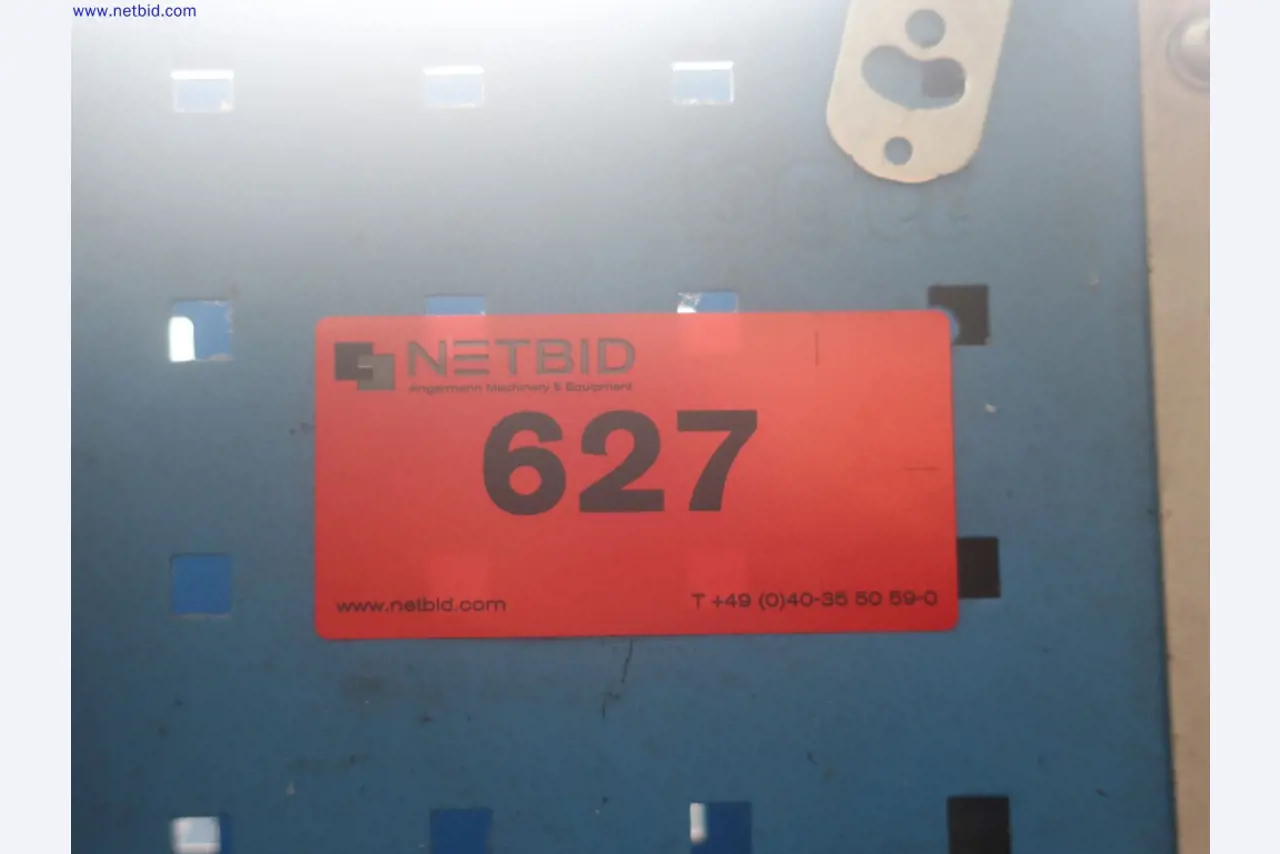 www.netbid.com
NETBID
Angermann Machinery & Equipment
627
www.netbid.com
T +49 (0)40-35 50 59-0